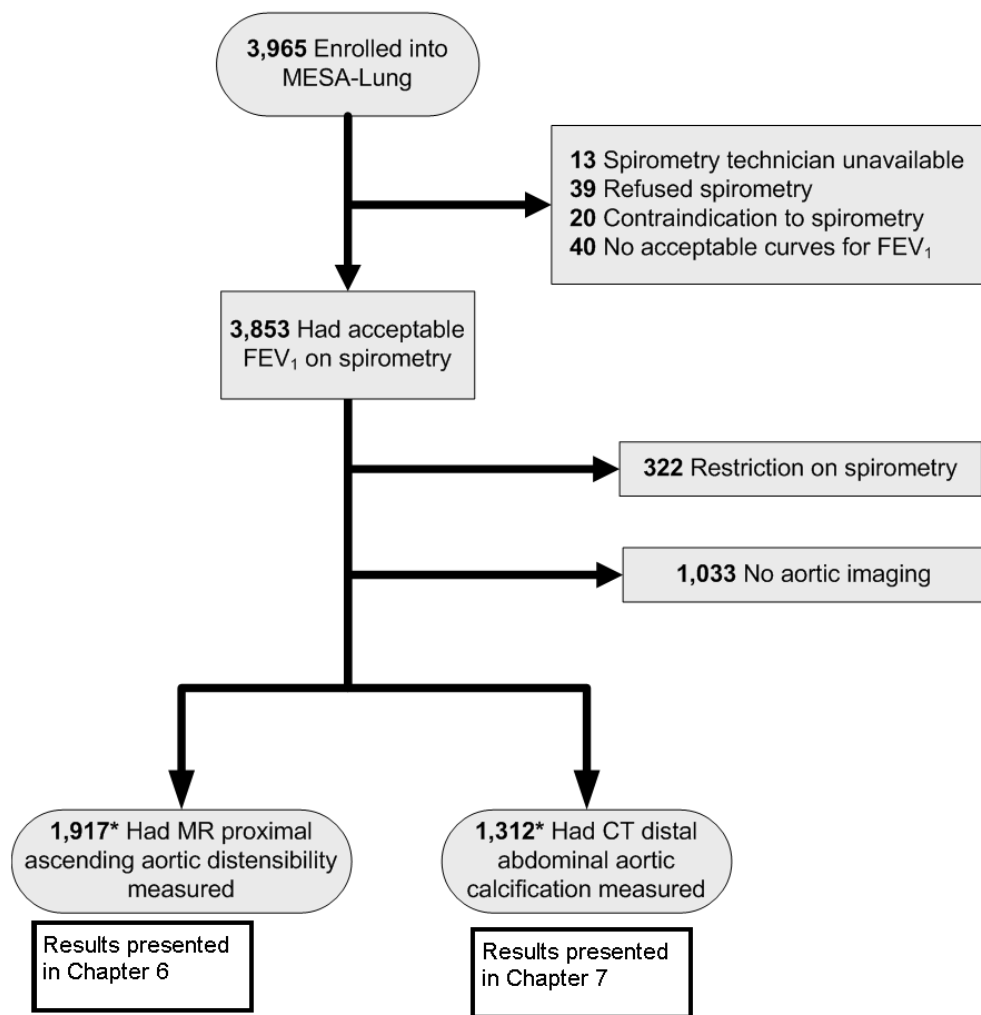 3,965 Enrolled into
MESA-Lung
13 Spirometry technician unavailable
39 Refused spirometry
20 Contraindication to spirometry
40 No acceptable curves for FEV₁
3,853 Had acceptable
FEV₁ on spirometry
322 Restriction on spirometry
1,033 No aortic imaging
1,917* Had MR proximal
ascending aortic distensibility
measured
1,312* Had CT distal
abdominal aortic
calcification measured
Results presented
in Chapter 6
Results presented
in Chapter 7